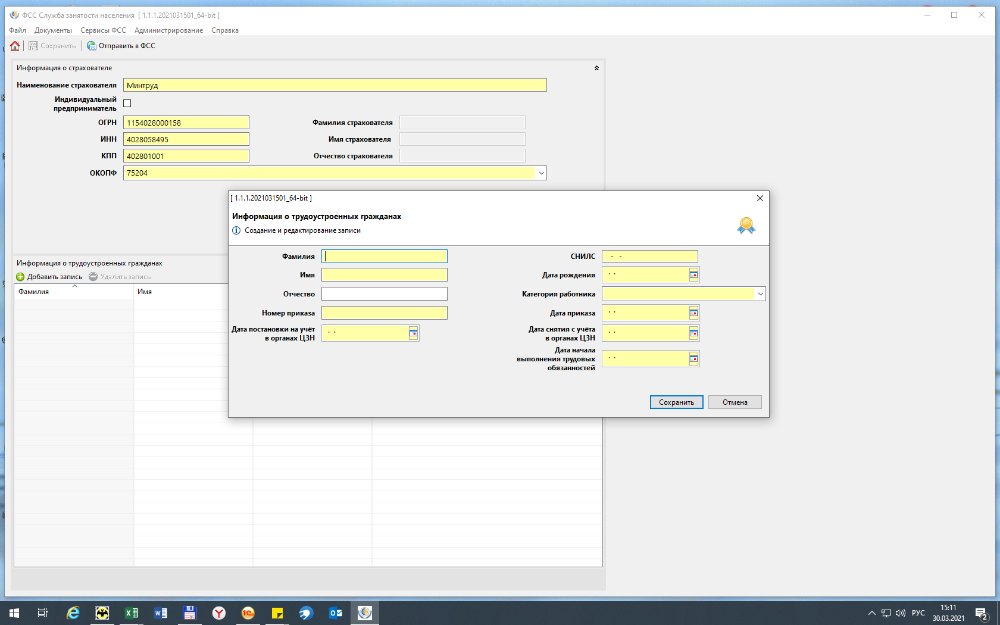 ФСС Служба занятости населения [ 1.1.1.2021031501_64-bit ]
Файл Документы Сервисы ФСС Администрирование Справка
Сохранить Отправить в ФСС
Информация о страхователе
Наименование страхователя Минтруд
Индивидуальный
предприниматель
ОГРН 1154028000158 Фамилия страхователя
ИНН 4028058495 Имя страхователя
КПП 402801001 Отчество страхователя
ОКОПФ 75204
[ 1.1.1.2021031501_64-bit ]
Информация о трудоустроенных гражданах
Создание и редактирование записи
Фамилия СНИЛС - -
Имя Дата рождения . .
Отчество Категория работника
Номер приказа Дата приказа . .
Дата постановки на учёт
в органах ЦЗН . .
Дата снятия с учёта
в органах ЦЗН . .
Дата начала
выполнения трудовых
обязанностей . .
Сохранить Отмена
Информация о трудоустроенных гражданах
Добавить запись Удалить запись
Фамилия Имя
РУС 15:11
30.03.2021 2